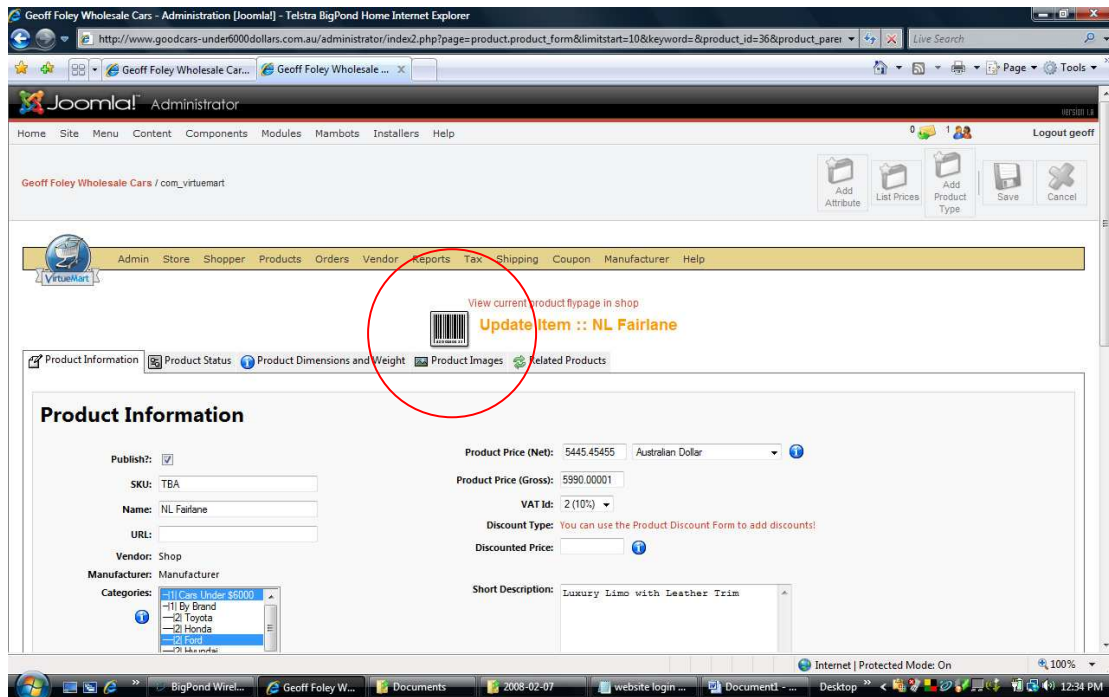 Geoff Foley Wholesale Cars - Administration [Joomla!] - Telstra BigPond Home Internet Explorer
http://www.goodcars-under6000dollars.com.au/administrator/index2.php?page=product.product_form&limitstart=10&keyword=&product_id=36&product_parer
Live Search
Geoff Foley Wholesale Car... Geoff Foley Wholesale ... X
Page Tools
Joomla! Administrator
version 1.0
Home Site Menu Content Components Modules Mambots Installers Help 0 1 Logout geoff
Geoff Foley Wholesale Cars / com_virtuemart
Add Attribute
List Prices
Add Product Type
Save
Cancel
VirtueMart
Admin Store Shopper Products Orders Vendor Reports Tax Shipping Coupon Manufacturer Help
View current product flypage in shop
Update Item :: NL Fairlane
Product Information Product Status Product Dimensions and Weight Product Images Related Products
Product Information
Publish?:
SKU: TBA
Name: NL Fairlane
URL:
Vendor: Shop
Manufacturer: Manufacturer
Categories: -|1| Cars Under $6000
-|1| By Brand
—|2| Toyota
—|2| Honda
—|2| Ford
—|2| Hyundai
Product Price (Net): 5445.45455 Australian Dollar
Product Price (Gross): 5990.00001
VAT Id: 2 (10%)
Discount Type: You can use the Product Discount Form to add discounts!
Discounted Price:
Short Description: Luxury Limo with Leather Trim
Internet | Protected Mode: On 100%
BigPond Wirel... Geoff Foley W... Documents 2008-02-07 website login ... Document1 - ... Desktop 12:34 PM